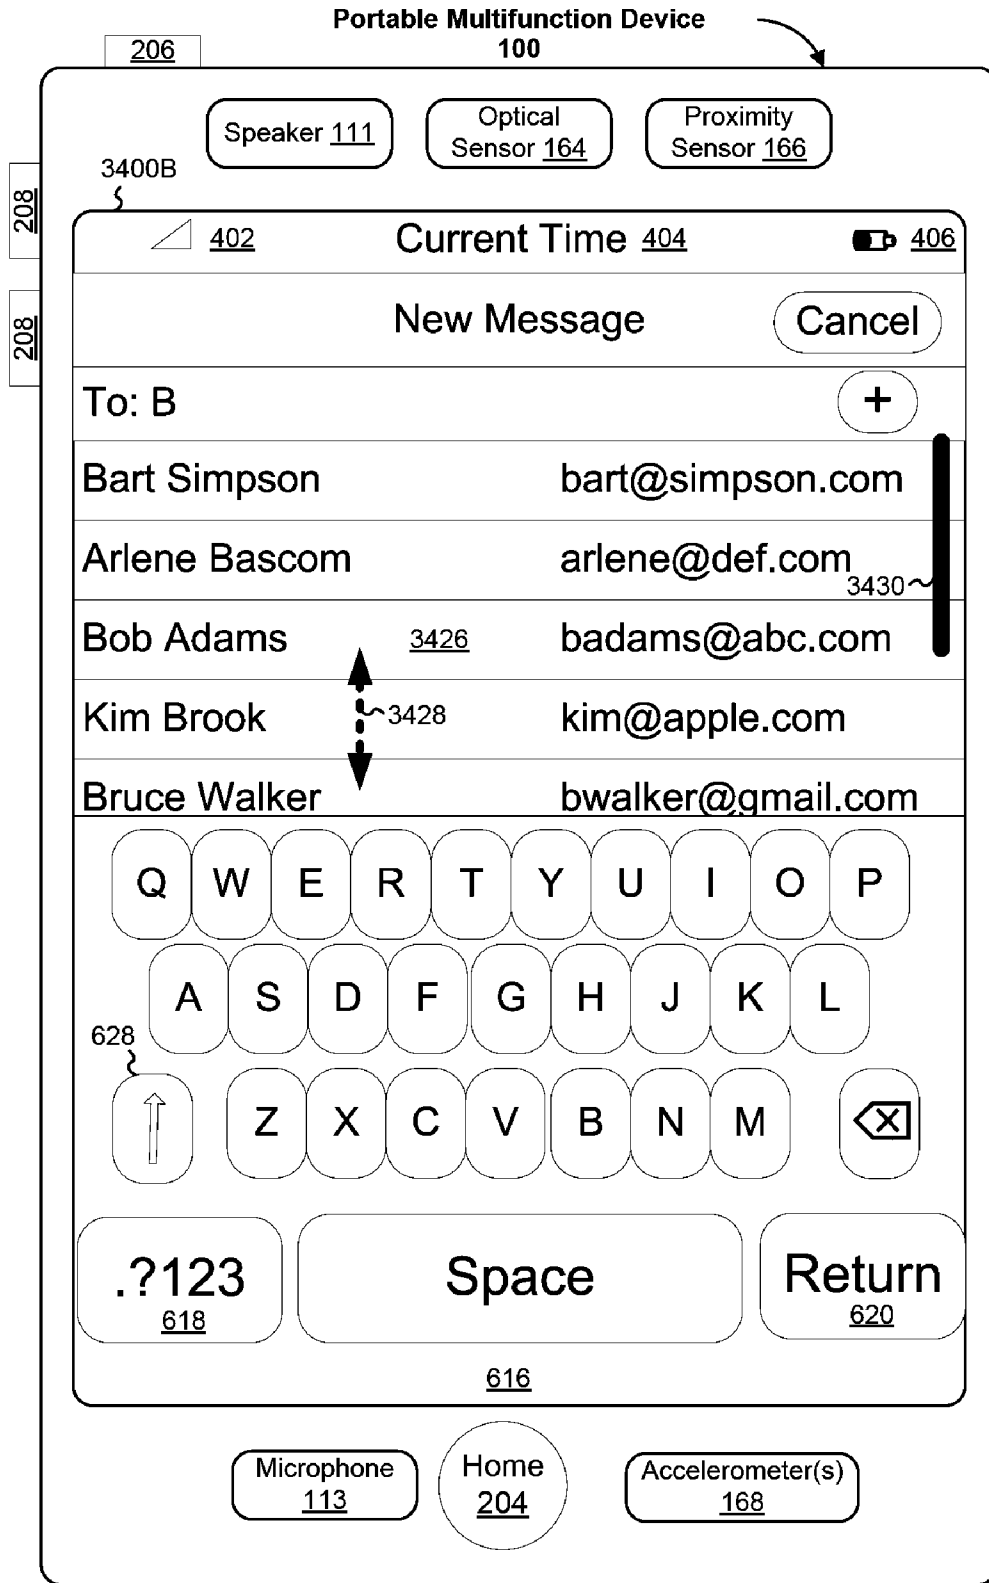 Portable Multifunction Device
100
206
Speaker 111
Optical
Sensor 164
Proximity
Sensor 166
3400B
208
208
402
Current Time 404
406
New Message
Cancel
To: B
+
Bart Simpson bart@simpson.com
Arlene Bascom arlene@def.com
3430
Bob Adams 3426 badams@abc.com
3428
Kim Brook kim@apple.com
Bruce Walker bwalker@gmail.com
Q W E R T Y U I O P
A S D F G H J K L
628
Z X C V B N M
.?123
618
Space
Return
620
616
Microphone
113
Home
204
Accelerometer(s)
168